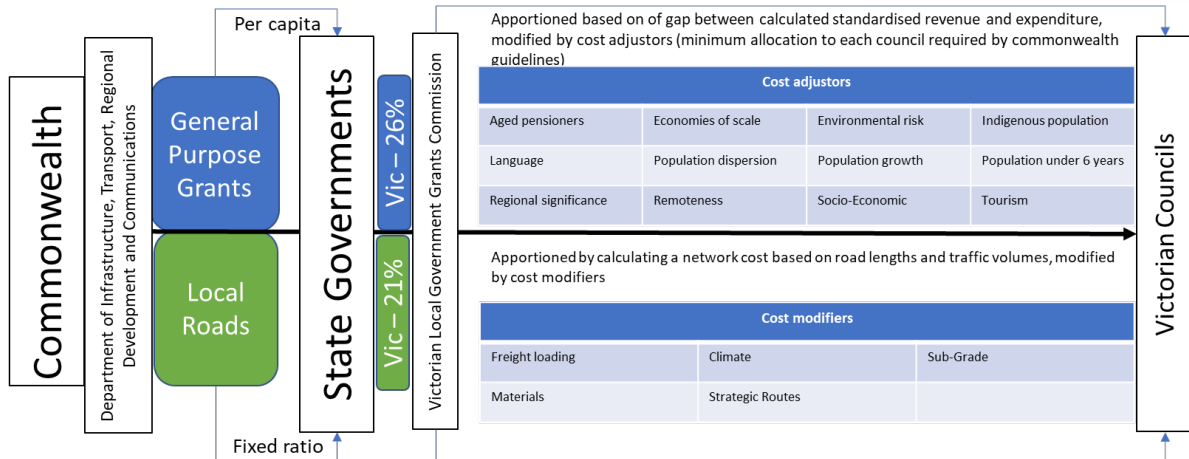 Per capita
Commonwealth
Department of Infrastructure, Transport, Regional
Development and Communications
General
Purpose
Grants
Local
Roads
Fixed ratio
State Governments
Vic – 26%
Vic – 21%
Victorian Local Government Grants Commission
Apportioned based on of gap between calculated standardised revenue and expenditure,
modified by cost adjustors (minimum allocation to each council required by commonwealth
guidelines)
Cost adjustors
Aged pensioners Economies of scale Environmental risk Indigenous population
Language Population dispersion Population growth Population under 6 years
Regional significance Remoteness Socio-Economic Tourism
Apportioned by calculating a network cost based on road lengths and traffic volumes, modified
by cost modifiers
Cost modifiers
Freight loading Climate Sub-Grade
Materials Strategic Routes
Victorian Councils